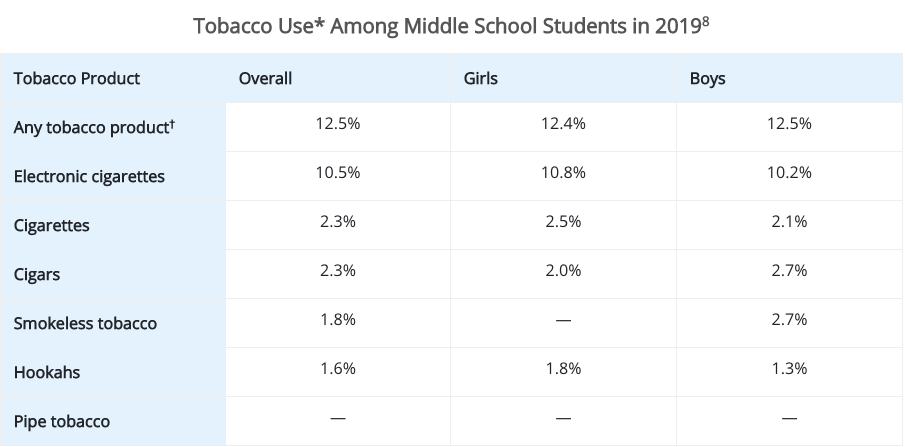 Tobacco Use* Among Middle School Students in 2019⁸
Tobacco Product Overall Girls Boys
Any tobacco product† 12.5% 12.4% 12.5%
Electronic cigarettes 10.5% 10.8% 10.2%
Cigarettes 2.3% 2.5% 2.1%
Cigars 2.3% 2.0% 2.7%
Smokeless tobacco 1.8% — 2.7%
Hookahs 1.6% 1.8% 1.3%
Pipe tobacco — — —